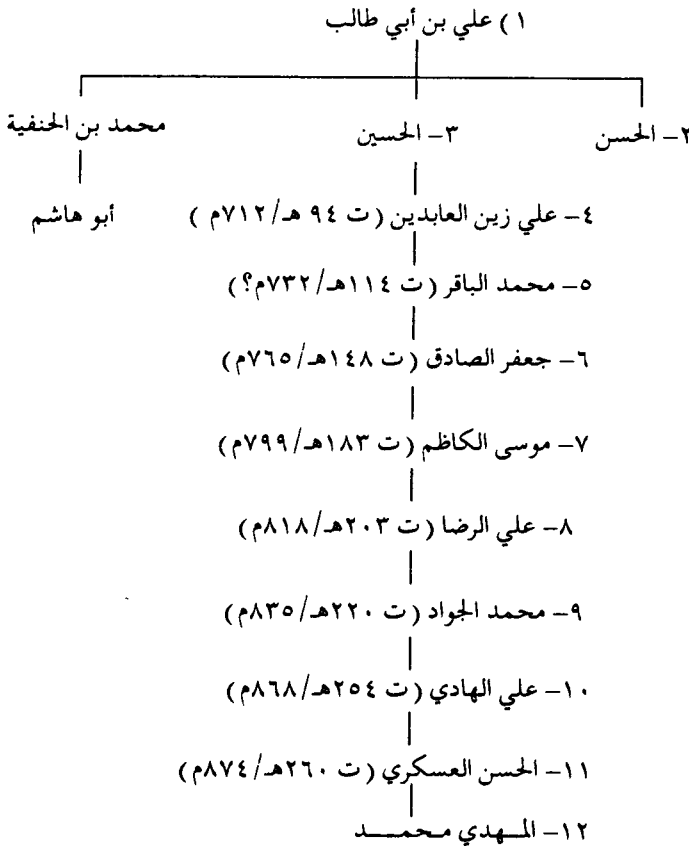 ١) علي بن أبي طالب
٢– الحسن
٣– الحسين
محمد بن الحنفية
أبو هاشم
٤– علي زين العابدين (ت ٩٤ هـ/٧١٢م )
٥– محمد الباقر (ت ١١٤هـ/٧٣٢م؟)
٦– جعفر الصادق (ت ١٤٨هـ/٧٦٥م)
٧– موسى الكاظم (ت ١٨٣هـ/٧٩٩م)
٨– علي الرضا (ت ٢٠٣هـ/٨١٨م)
٩– محمد الجواد (ت ٢٢٠هـ/٨٣٥م)
١٠– علي الهادي (ت ٢٥٤هـ/٨٦٨م)
١١– الحسن العسكري (ت ٢٦٠هـ/٨٧٤م)
١٢– المـهدي مـحمـــد